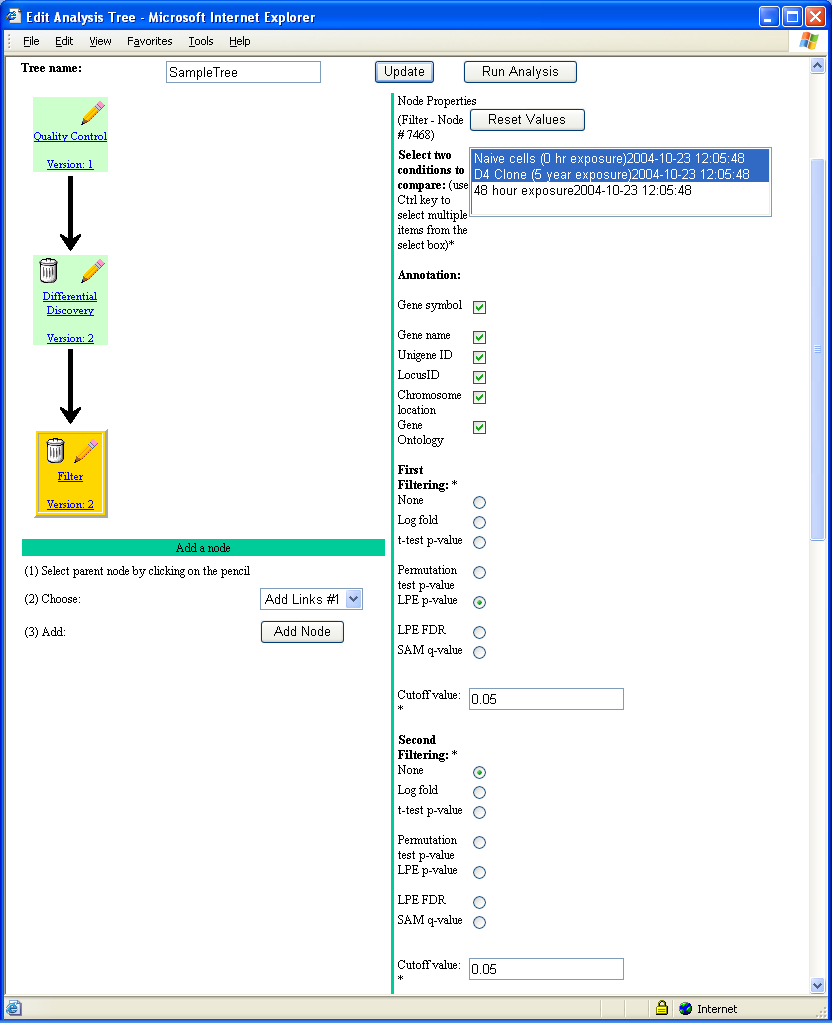 Edit Analysis Tree - Microsoft Internet Explorer
File Edit View Favorites Tools Help
Tree name: SampleTree Update Run Analysis
Quality Control
Version: 1
Differential
Discovery
Version: 2
Filter
Version: 2
Add a node
(1) Select parent node by clicking on the pencil
(2) Choose: Add Links #1
(3) Add: Add Node
Node Properties
(Filter - Node
# 7468)
Reset Values
Select two
conditions to
compare: (use
Ctrl key to
select multiple
items from the
select box)*
Naive cells (0 hr exposure)2004-10-23 12:05:48
D4 Clone (5 year exposure)2004-10-23 12:05:48
48 hour exposure2004-10-23 12:05:48
Annotation:
Gene symbol
Gene name
Unigene ID
LocusID
Chromosome
location
Gene
Ontology
First
Filtering: *
None
Log fold
t-test p-value
Permutation
test p-value
LPE p-value
LPE FDR
SAM q-value
Cutoff value:
*
0.05
Second
Filtering: *
None
Log fold
t-test p-value
Permutation
test p-value
LPE p-value
LPE FDR
SAM q-value
Cutoff value:
*
0.05
Internet